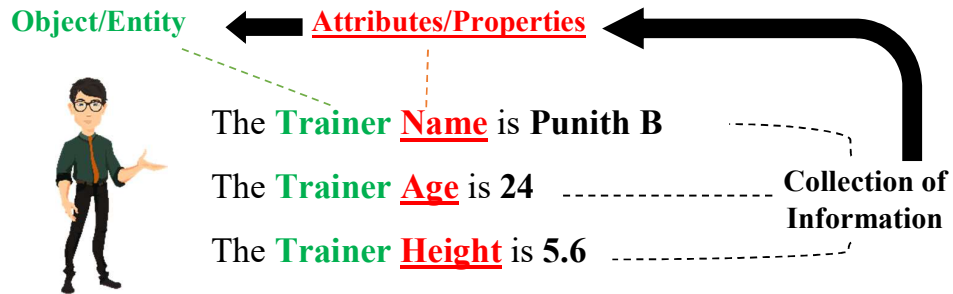 Object/Entity
Attributes/Properties
The Trainer Name is Punith B
The Trainer Age is 24
The Trainer Height is 5.6
Collection of
Information